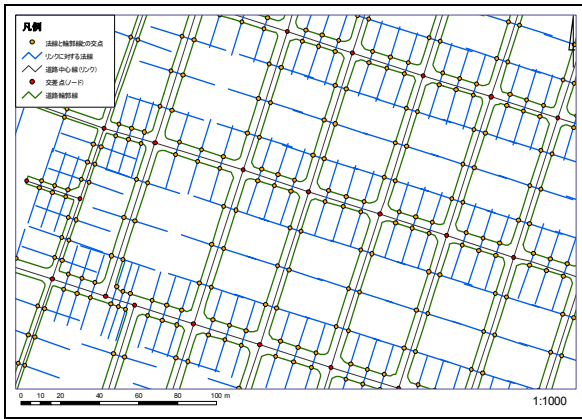 凡例
法線と輪郭線との交点
リンクに対する法線
道路中心線(リンク)
交差点(ノード)
道路輪郭線
0 10 20 40 60 80 100 m
1:1000